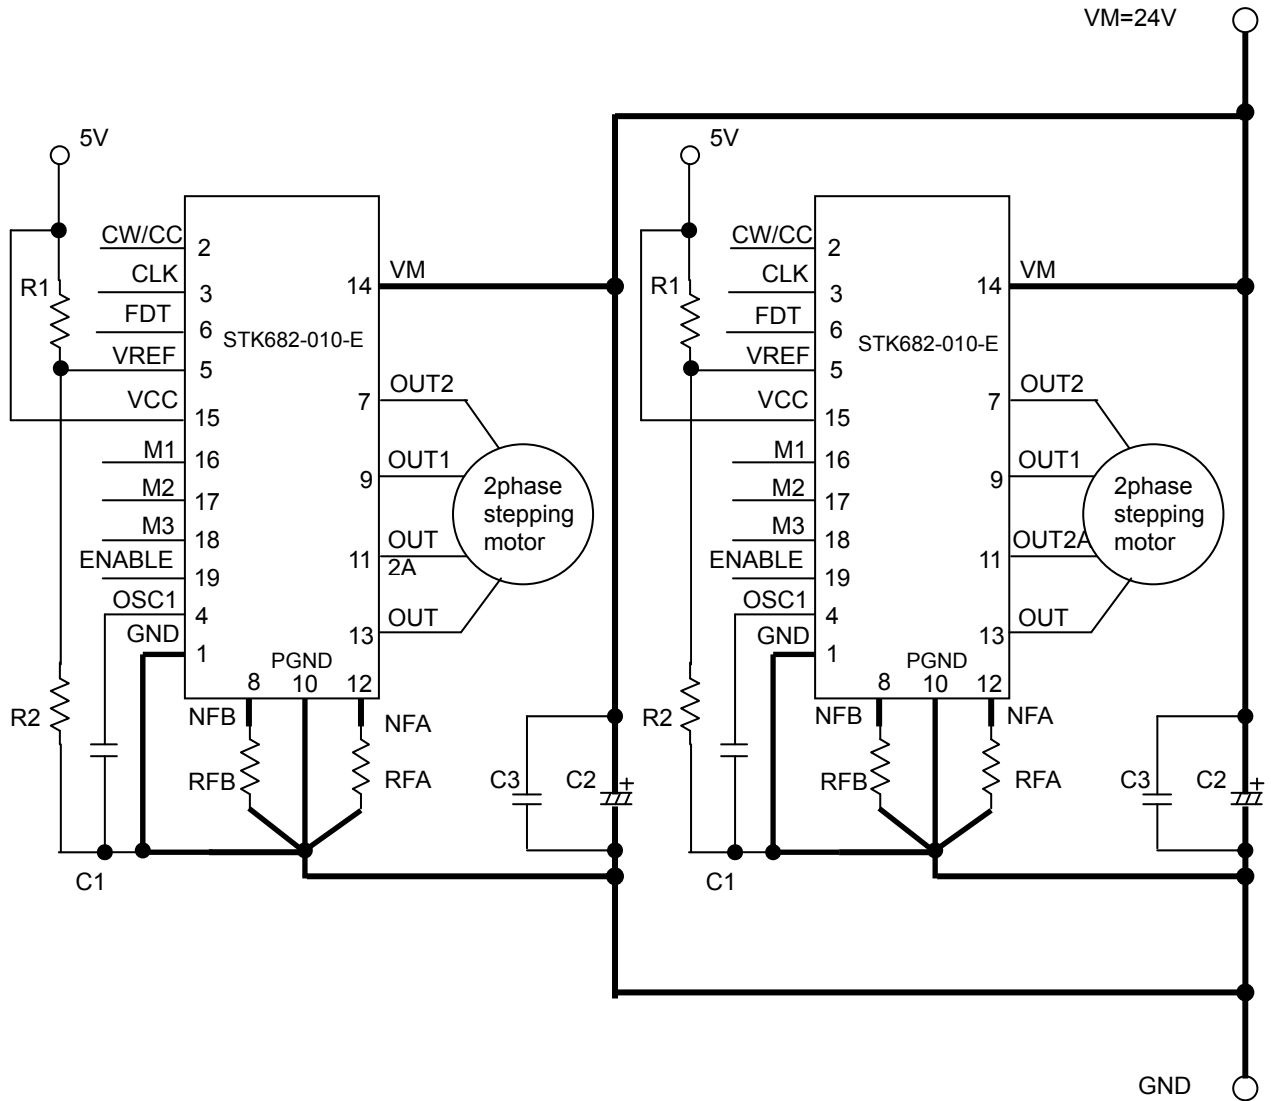 VM=24V
5V
CW/CC
2
CLK
3
R1
FDT
6
STK682-010-E
VREF
5
VCC
15
M1
16
M2
17
M3
18
ENABLE
19
OSC1
4
GND
1
R2
C1
14
VM
7
OUT2
9
OUT1
11
OUT
2A
13
OUT
2phase
stepping
motor
PGND
8
10
12
NFB
NFA
RFB
RFA
C3
C2
+
5V
CW/CC
2
CLK
3
R1
FDT
6
STK682-010-E
VREF
5
VCC
15
M1
16
M2
17
M3
18
ENABLE
19
OSC1
4
GND
1
R2
C1
14
VM
7
OUT2
9
OUT1
11
OUT2A
13
OUT
2phase
stepping
motor
PGND
8
10
12
NFB
NFA
RFB
RFA
C3
C2
+
GND